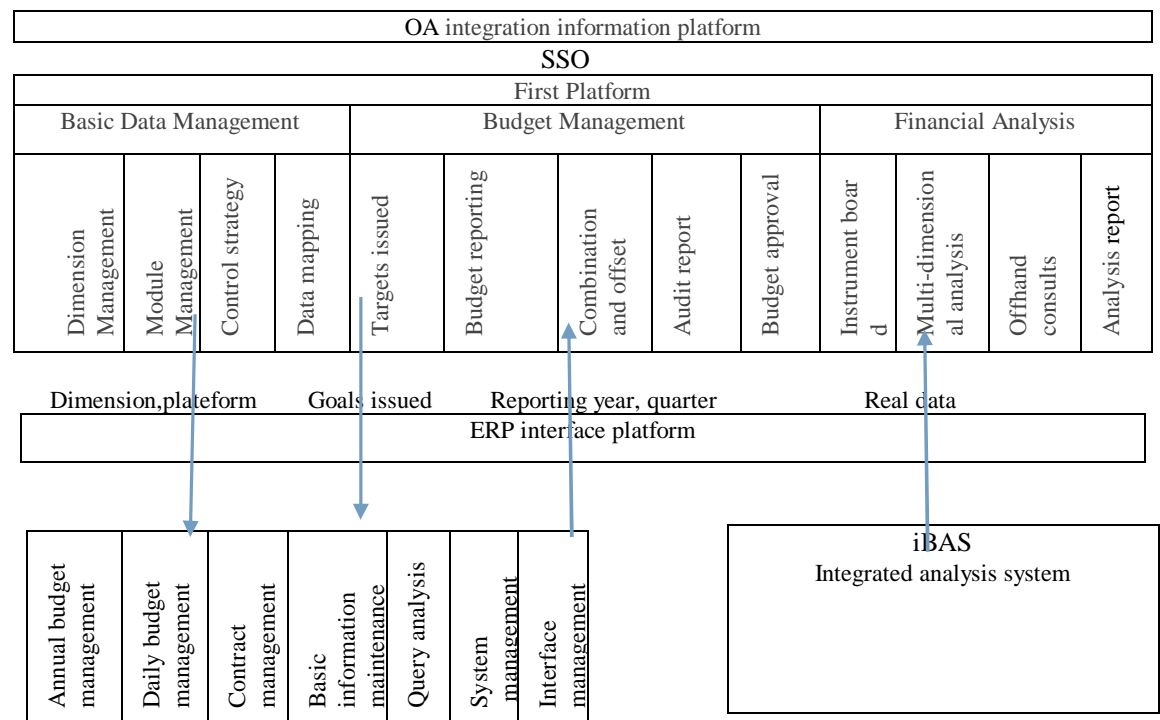 OA integration information platform
SSO
First Platform
Basic Data Management
Budget Management
Financial Analysis
Dimension
Management
Module
Management
Control strategy
Data mapping
Targets issued
Budget reporting
Combination
and offset
Audit report
Budget approval
Instrument boar
d
Multi-dimension
al analysis
Offhand
consults
Analysis report
Dimension,plateform
Goals issued
Reporting year, quarter
Real data
ERP interface platform
Annual budget
management
Daily budget
management
Contract
management
Basic
information
maintenance
Query analysis
System
management
Interface
management
iBAS
Integrated analysis system